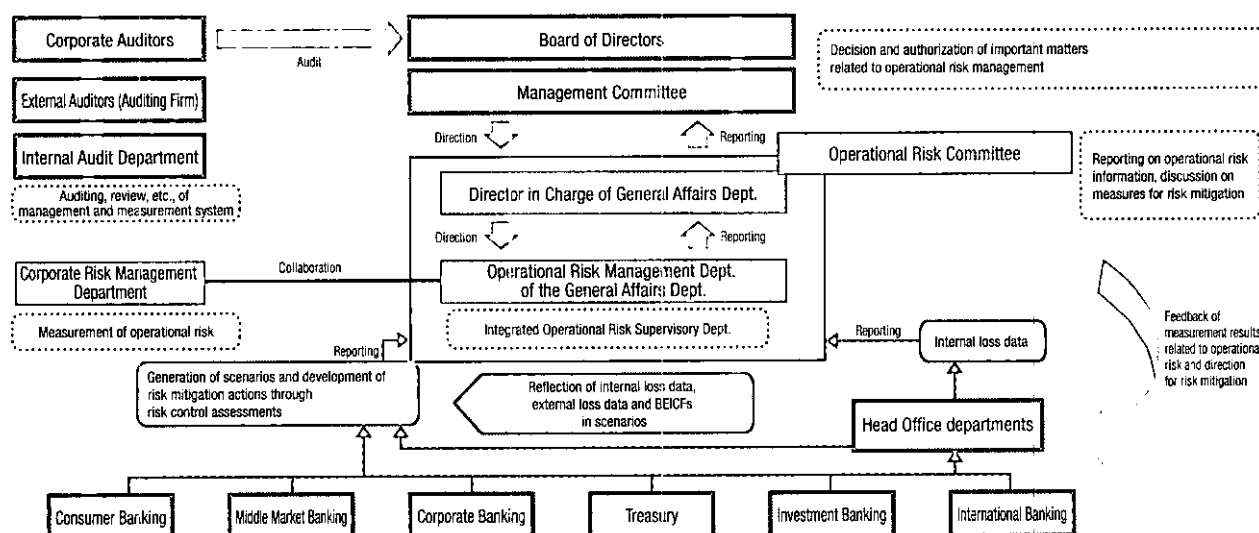 Corporate Auditors
Audit
Board of Directors
Decision and authorization of important matters
related to operational risk management
External Auditors (Auditing Firm)
Management Committee
Direction
Reporting
Internal Audit Department
Operational Risk Committee
Auditing, review, etc., of
management and measurement system
Director in Charge of General Affairs Dept.
Reporting on operational risk
information, discussion on
measures for risk mitigation
Direction
Reporting
Corporate Risk Management
Department
Collaboration
Operational Risk Management Dept.
of the General Affairs Dept.
Measurement of operational risk
Integrated Operational Risk Supervisory Dept.
Reporting
Reporting
Internal loss data
Feedback of
measurement results
related to operationa
risk and direction
for risk mitigation
Generation of scenarios and development of
risk mitigation actions through
risk control assessments
Reflection of internal loss data,
external loss data and BEICFs
in scenarios
Head Office departments
Consumer Banking
Middle Market Banking
Corporate Banking
Treasury
Investment Banking
International Banking